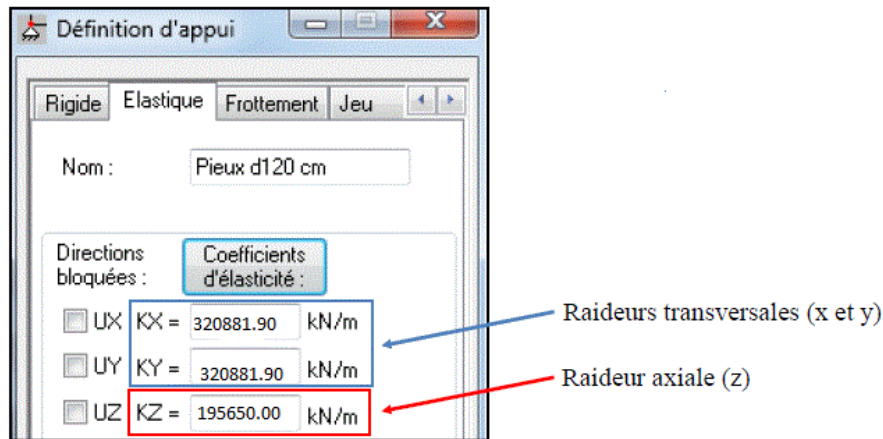 Définition d'appui
Rigide Elastique Frottement Jeu
Nom : Pieux d120 cm
Directions bloquées :
Coefficients d'élasticité :
UX KX = 320881.90 kN/m
UY KY = 320881.90 kN/m
UZ KZ = 195650.00 kN/m
Raideurs transversales (x et y)
Raideur axiale (z)